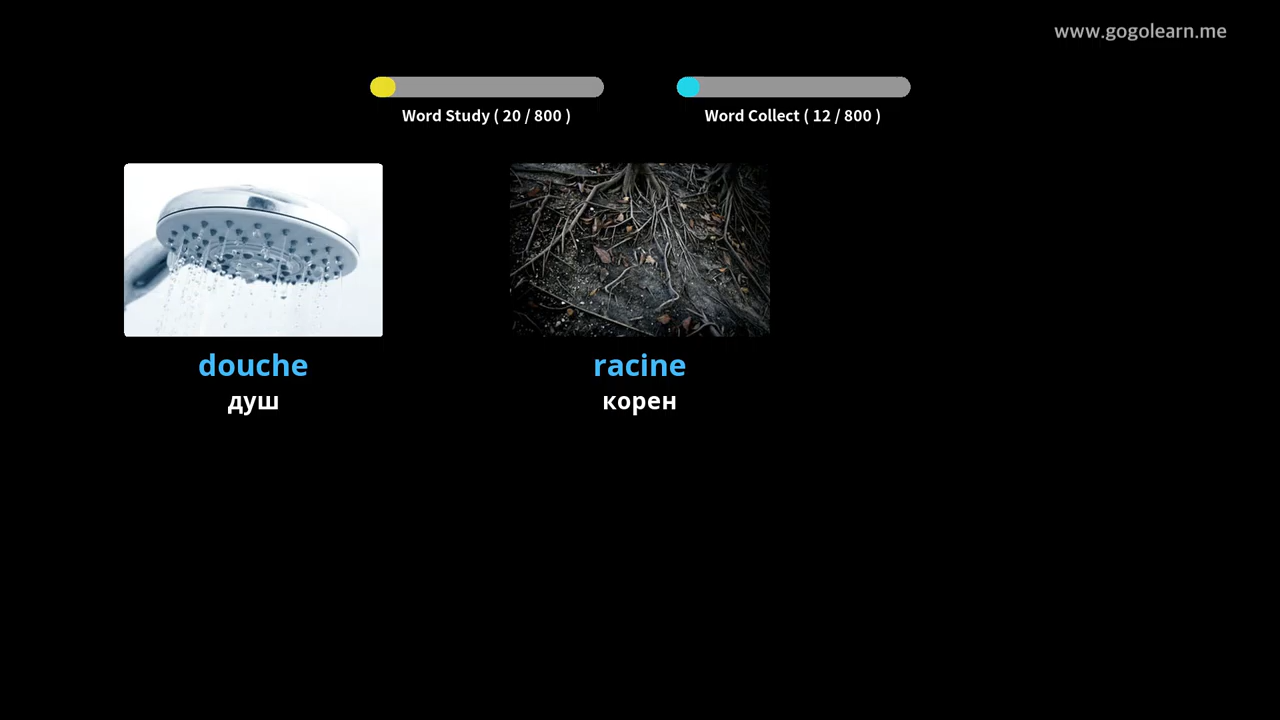 www.gogolearn.me
Word Study ( 20 / 800 )
Word Collect ( 12 / 800 )
douche
душ
racine
корен